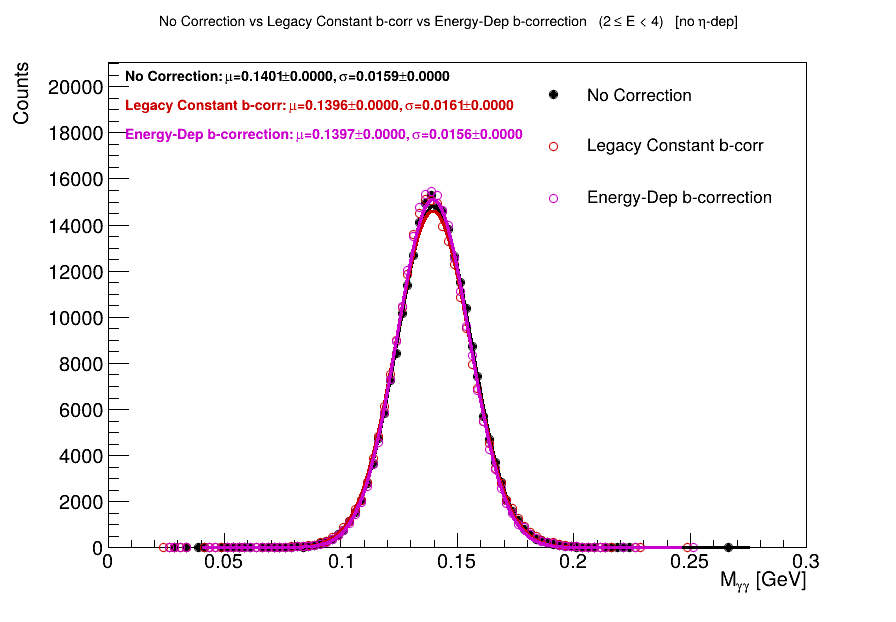 No Correction vs Legacy Constant b-corr vs Energy-Dep b-correction (2 ≤ E < 4) [no η-dep]
Counts
No Correction: μ=0.1401±0.0000, σ=0.0159±0.0000
Legacy Constant b-corr: μ=0.1396±0.0000, σ=0.0161±0.0000
Energy-Dep b-correction: μ=0.1397±0.0000, σ=0.0156±0.0000
No Correction
Legacy Constant b-corr
Energy-Dep b-correction
20000
18000
16000
14000
12000
10000
8000
6000
4000
2000
0
0 0.05 0.1 0.15 0.2 0.25 0.3
Mγγ [GeV]